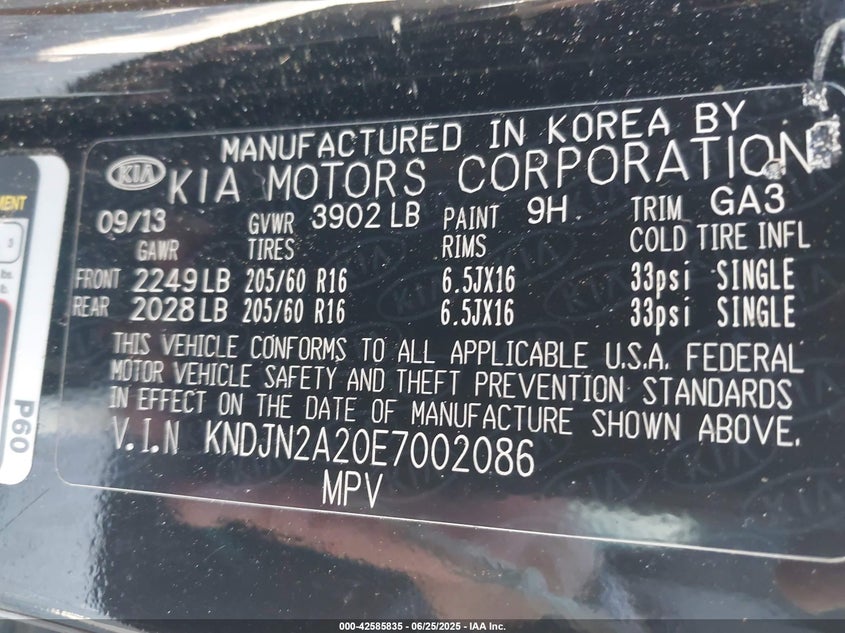 MANUFACTURED IN KOREA BY
KIA KIA MOTORS CORPORATION
09/13 GVWR 3902 LB PAINT 9H TRIM GA3
GAWR TIRES RIMS COLD TIRE INFL
FRONT 2249 LB 205/60 R16 6.5JX16 33psi SINGLE
REAR 2028 LB 205/60 R16 6.5JX16 33psi SINGLE
THIS VEHICLE CONFORMS TO ALL APPLICABLE U.S.A. FEDERAL
MOTOR VEHICLE SAFETY AND THEFT PREVENTION STANDARDS
IN EFFECT ON THE DATE OF MANUFACTURE SHOWN ABOVE.
V.I.N KNDJN2A20E7002086
MPV
P60
000-42585835 - 06/25/2025 - IAA Inc.